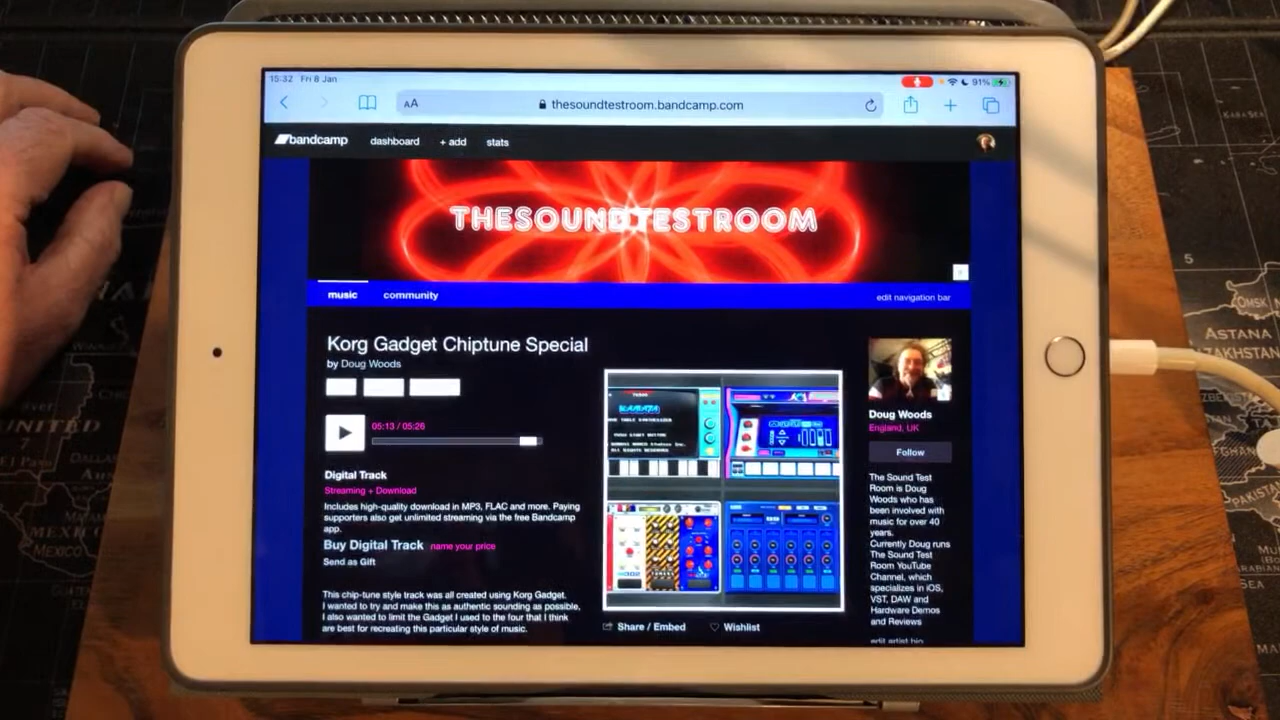 15:32 Fri 8 Jan
91%
AA
thesoundtestroom.bandcamp.com
bandcamp
dashboard
+ add
stats
THESOUNDTESTROOM
music
community
edit navigation bar
Korg Gadget Chiptune Special
by Doug Woods
05:13 / 05:26
Digital Track
Streaming + Download
Includes high-quality download in MP3, FLAC and more. Paying
supporters also get unlimited streaming via the free Bandcamp
app.
Buy Digital Track name your price
Send as Gift
This chip-tune style track was all created using Korg Gadget.
I wanted to try and make this as authentic sounding as possible,
I also wanted to limit the Gadget I used to the four that I think
are best for recreating this particular style of music.
Share / Embed
Wishlist
Doug Woods
England, UK
Follow
The Sound Test
Room is Doug
Woods who has
been involved with
music for over 40
years.
Currently Doug runs
The Sound Test
Room YouTube
Channel, which
specializes in iOS,
VST, DAW and
Hardware Demos
and Reviews
edit artist bio
UNITED
MEXICO
5
OMSK
ASTANA
PAKISTAN
SEA